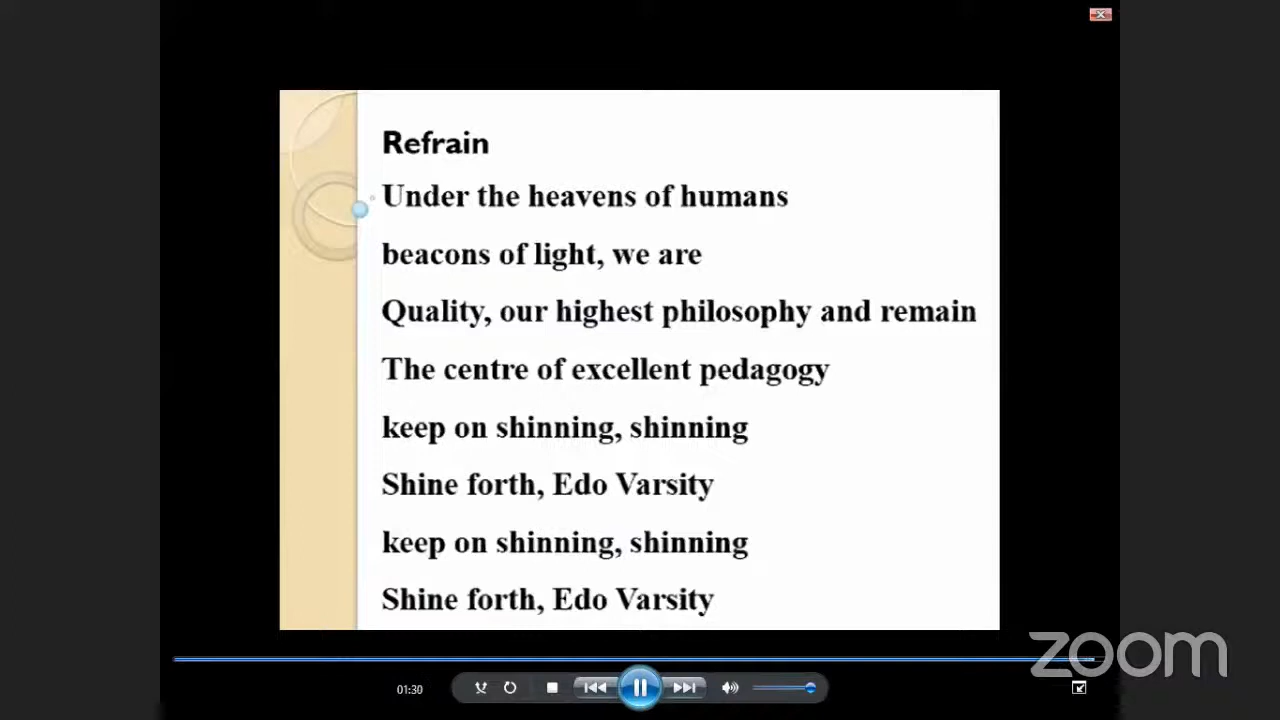 Refrain
Under the heavens of humans
beacons of light, we are
Quality, our highest philosophy and remain
The centre of excellent pedagogy
keep on shinning, shinning
Shine forth, Edo Varsity
keep on shinning, shinning
Shine forth, Edo Varsity
zoom
01:30